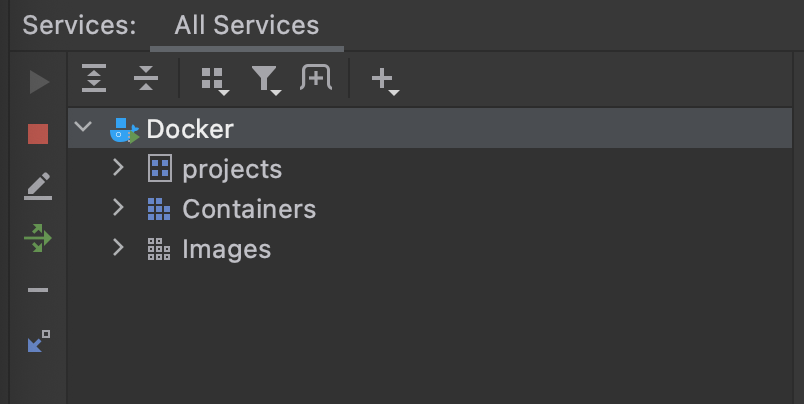 Services: All Services
Docker
projects
Containers
Images